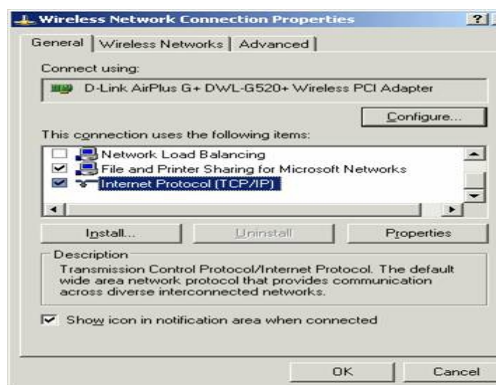 Wireless Network Connection Properties
General Wireless Networks Advanced
Connect using:
D-Link AirPlus G+ DWL-G520+ Wireless PCI Adapter
Configure...
This connection uses the following items:
Network Load Balancing
File and Printer Sharing for Microsoft Networks
Internet Protocol (TCP/IP)
Install... Uninstall Properties
Description
Transmission Control Protocol/Internet Protocol. The default
wide area network protocol that provides communication
across diverse interconnected networks.
Show icon in notification area when connected
OK Cancel